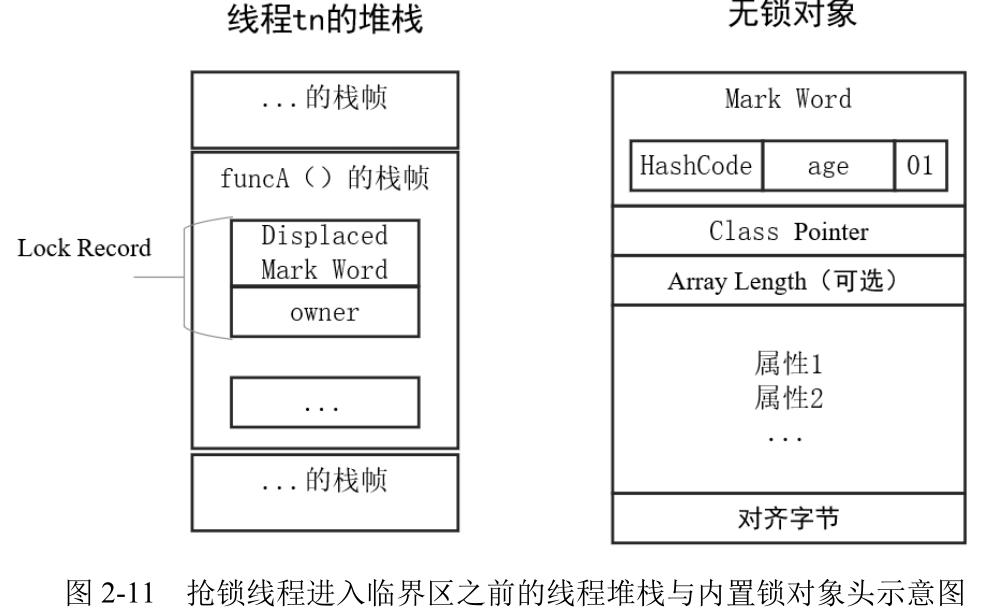 线程tn的堆栈
无锁对象
...的栈帧
funcA（）的栈帧
Lock Record
Displaced
Mark Word
owner
...
...的栈帧
Mark Word
HashCode
age
01
Class Pointer
Array Length（可选）
属性1
属性2
...
对齐字节
图 2-11 抢锁线程进入临界区之前的线程堆栈与内置锁对象头示意图